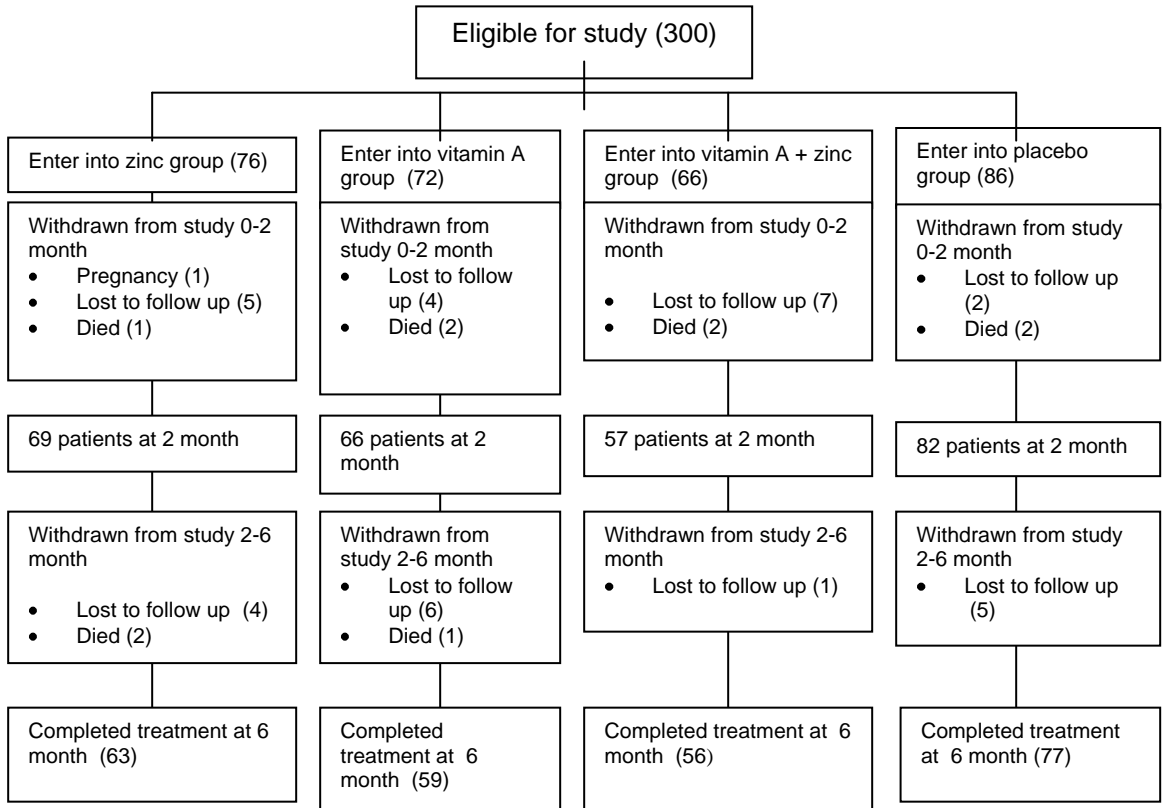 Eligible for study (300)
Enter into zinc group (76)
Enter into vitamin A
group (72)
Enter into vitamin A + zinc
group (66)
Enter into placebo
group (86)
Withdrawn from study 0-2
month
• Pregnancy (1)
• Lost to follow up (5)
• Died (1)
Withdrawn from
study 0-2 month
• Lost to follow
up (4)
• Died (2)
Withdrawn from study 0-2
month
• Lost to follow up (7)
• Died (2)
Withdrawn from study
0-2 month
• Lost to follow up
(2)
• Died (2)
69 patients at 2 month
66 patients at 2
month
57 patients at 2 month
82 patients at 2 month
Withdrawn from study 2-6
month
• Lost to follow up (4)
• Died (2)
Withdrawn from
study 2-6 month
• Lost to follow
up (6)
• Died (1)
Withdrawn from study 2-6
month
• Lost to follow up (1)
Withdrawn from study
2-6 month
• Lost to follow up
(5)
Completed treatment at 6
month (63)
Completed
treatment at 6
month (59)
Completed treatment at 6
month (56)
Completed treatment
at 6 month (77)